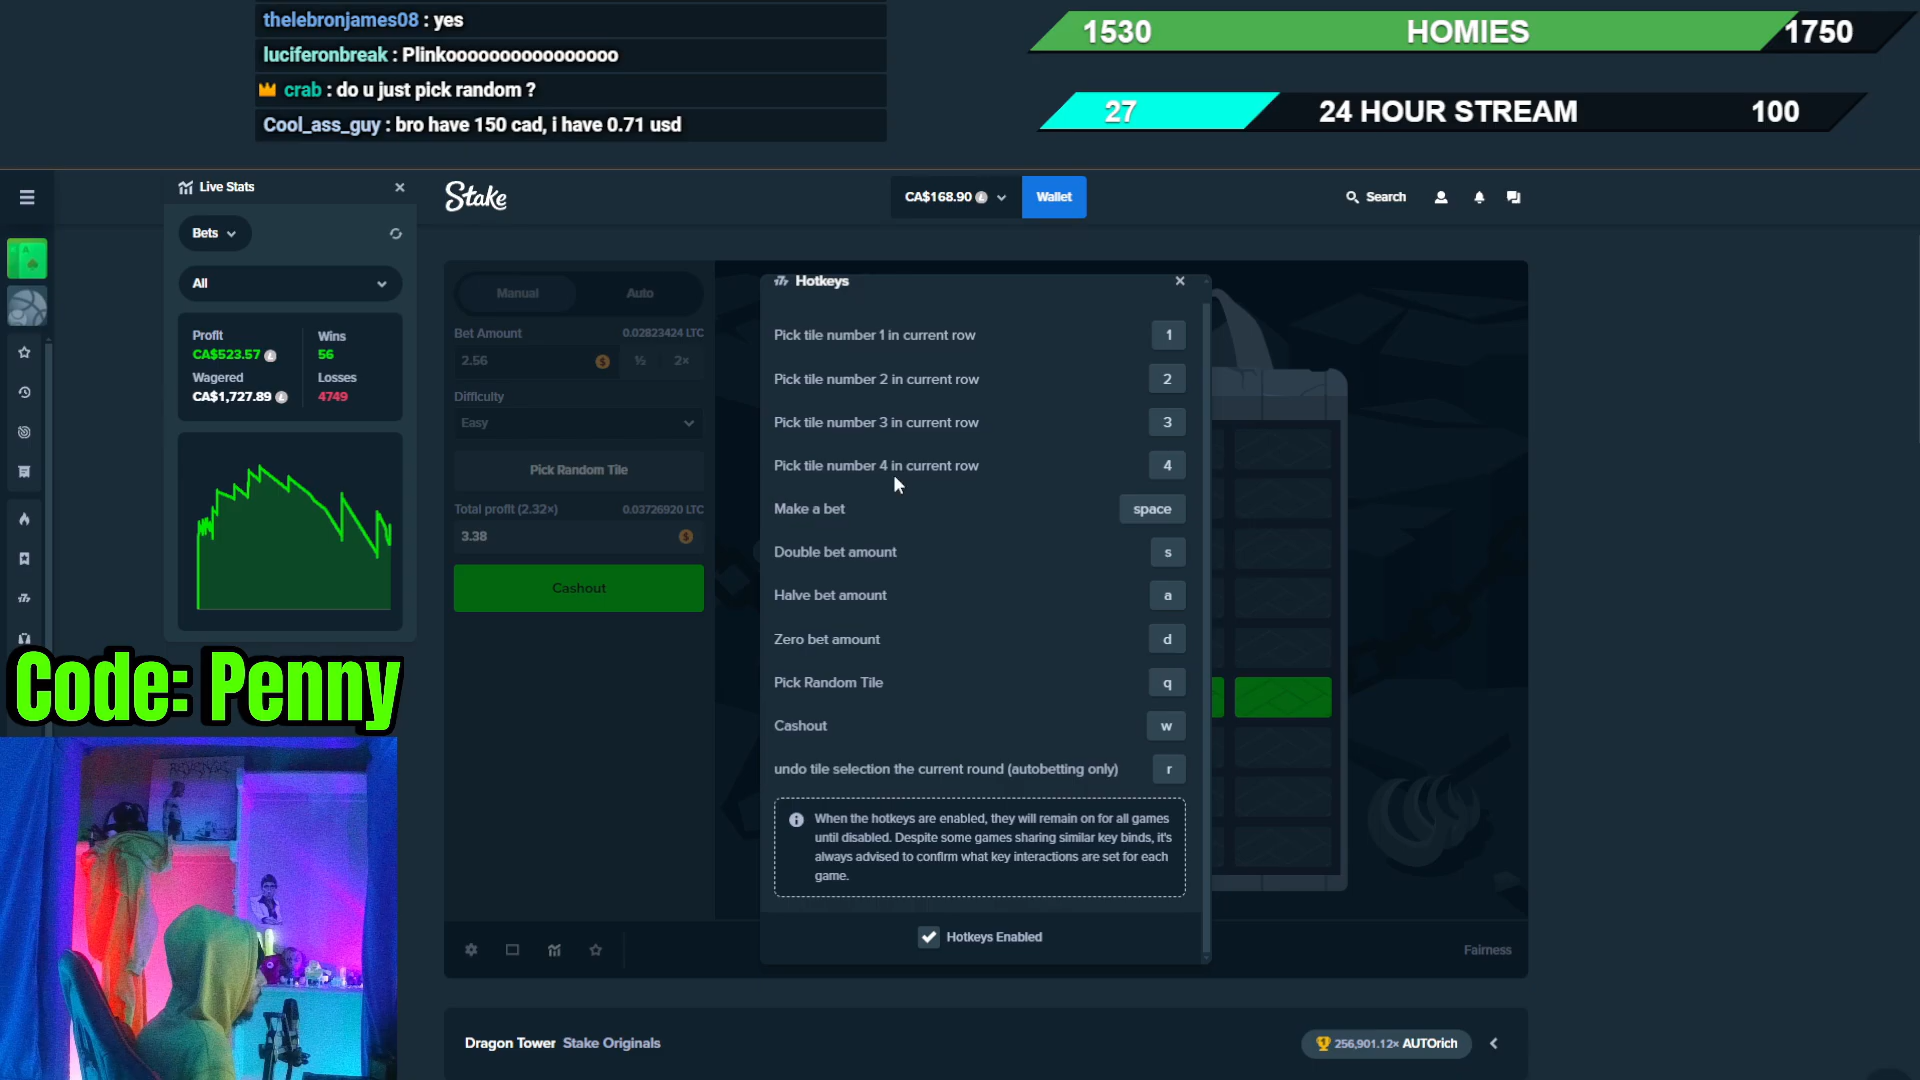 thelebronjames08 : yes
luciferonbreak : Plinkooooooooooooooo
crab : do u just pick random ?
Cool_ass_guy : bro have 150 cad, i have 0.71 usd
1530 HOMIES 1750
27 24 HOUR STREAM 100
Live Stats
Stake
CA$168.90
Wallet
Search
Bets
All
Profit
CA$523.57
Wins
56
Wagered
CA$1,727.89
Losses
4749
Manual
Auto
Bet Amount
0.02823424 LTC
2.56
½
2×
Difficulty
Easy
Pick Random Tile
Total profit (2.32×)
0.03726920 LTC
3.38
Cashout
Hotkeys
Pick tile number 1 in current row 1
Pick tile number 2 in current row 2
Pick tile number 3 in current row 3
Pick tile number 4 in current row 4
Make a bet space
Double bet amount s
Halve bet amount a
Zero bet amount d
Pick Random Tile q
Cashout w
undo tile selection the current round (autobetting only) r
When the hotkeys are enabled, they will remain on for all games
until disabled. Despite some games sharing similar key binds, it's
always advised to confirm what key interactions are set for each
game.
Hotkeys Enabled
Fairness
Code: Penny
Dragon Tower Stake Originals
256,901.12× AUTOrich